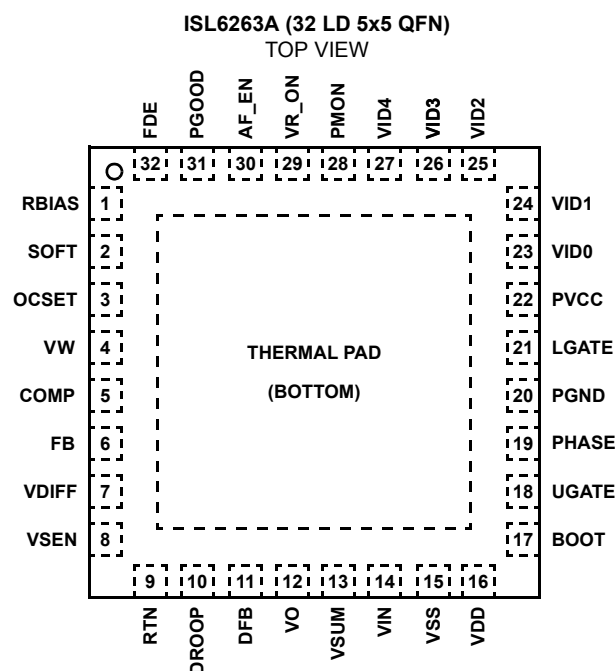 ISL6263A (32 LD 5x5 QFN)
TOP VIEW
FDE
PGOOD
AF_EN
VR_ON
PMON
VID4
VID3
VID2
32 31 30 29 28 27 26 25
RBIAS 1
24 VID1
SOFT 2
23 VID0
OCSET 3
22 PVCC
VW 4
21 LGATE
THERMAL PAD
(BOTTOM)
COMP 5
20 PGND
FB 6
19 PHASE
VDIFF 7
18 UGATE
VSEN 8
17 BOOT
9 10 11 12 13 14 15 16
RTN
DROOP
DFB
VO
VSUM
VIN
VSS
VDD